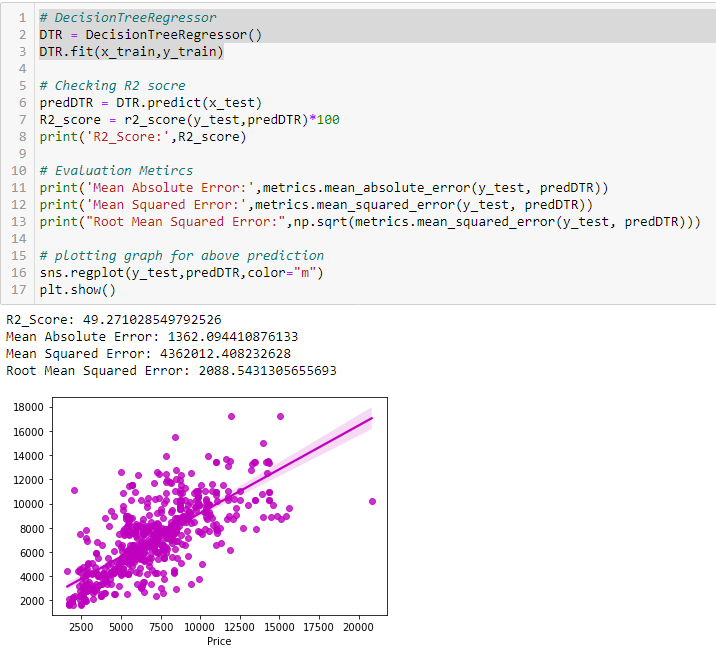 1 # DecisionTreeRegressor
2 DTR = DecisionTreeRegressor()
3 DTR.fit(x_train,y_train)
4
5 # Checking R2 socre
6 predDTR = DTR.predict(x_test)
7 R2_score = r2_score(y_test,predDTR)*100
8 print('R2_Score:',R2_score)
9
10 # Evaluation Metircs
11 print('Mean Absolute Error:',metrics.mean_absolute_error(y_test, predDTR))
12 print('Mean Squared Error:',metrics.mean_squared_error(y_test, predDTR))
13 print("Root Mean Squared Error:",np.sqrt(metrics.mean_squared_error(y_test, predDTR)))
14
15 # plotting graph for above prediction
16 sns.regplot(y_test,predDTR,color="m")
17 plt.show()
R2_Score: 49.271028549792526
Mean Absolute Error: 1362.094410876133
Mean Squared Error: 4362012.408232628
Root Mean Squared Error: 2088.5431305655693
18000
16000
14000
12000
10000
8000
6000
4000
2000
2500 5000 7500 10000 12500 15000 17500 20000
Price